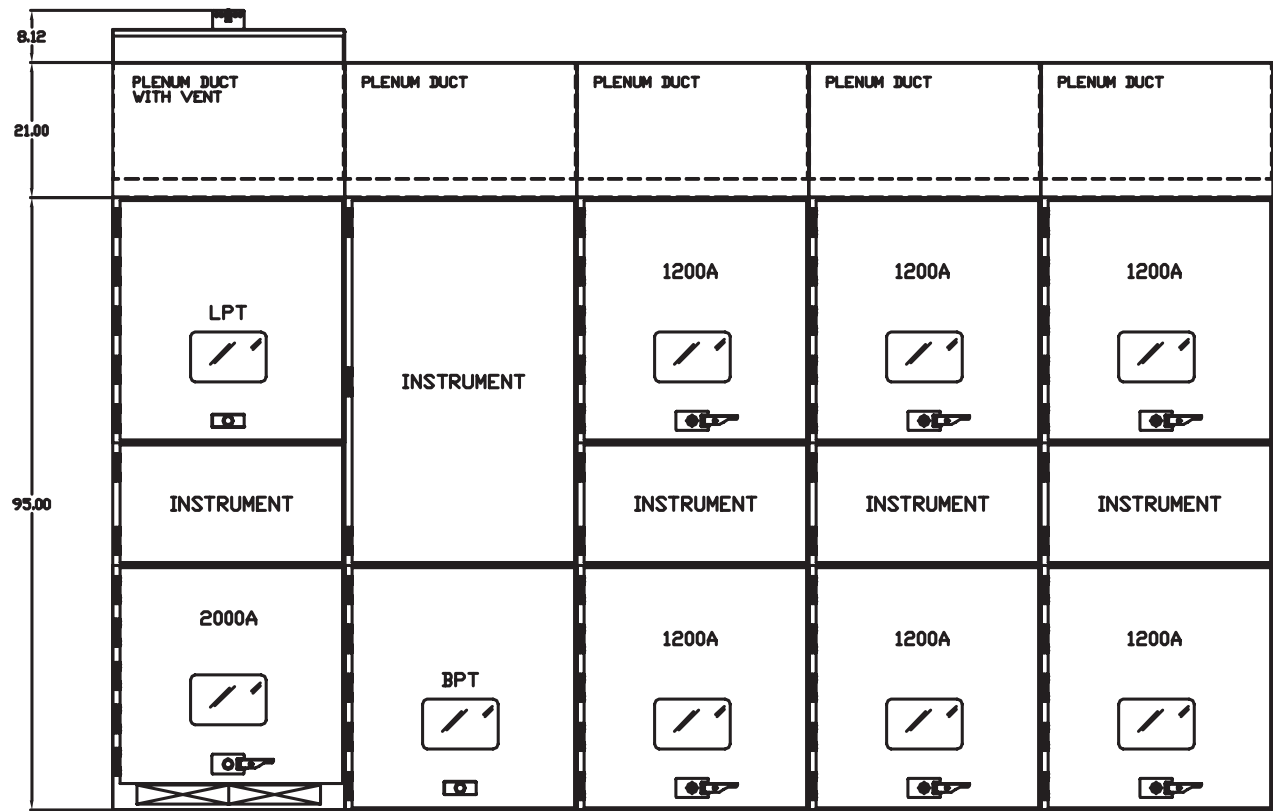 8.12
PLENUM DUCT
WITH VENT
PLENUM DUCT
PLENUM DUCT
PLENUM DUCT
PLENUM DUCT
21.00
1200A
1200A
1200A
LPT
INSTRUMENT
95.00
INSTRUMENT
INSTRUMENT
INSTRUMENT
INSTRUMENT
2000A
1200A
1200A
1200A
BPT